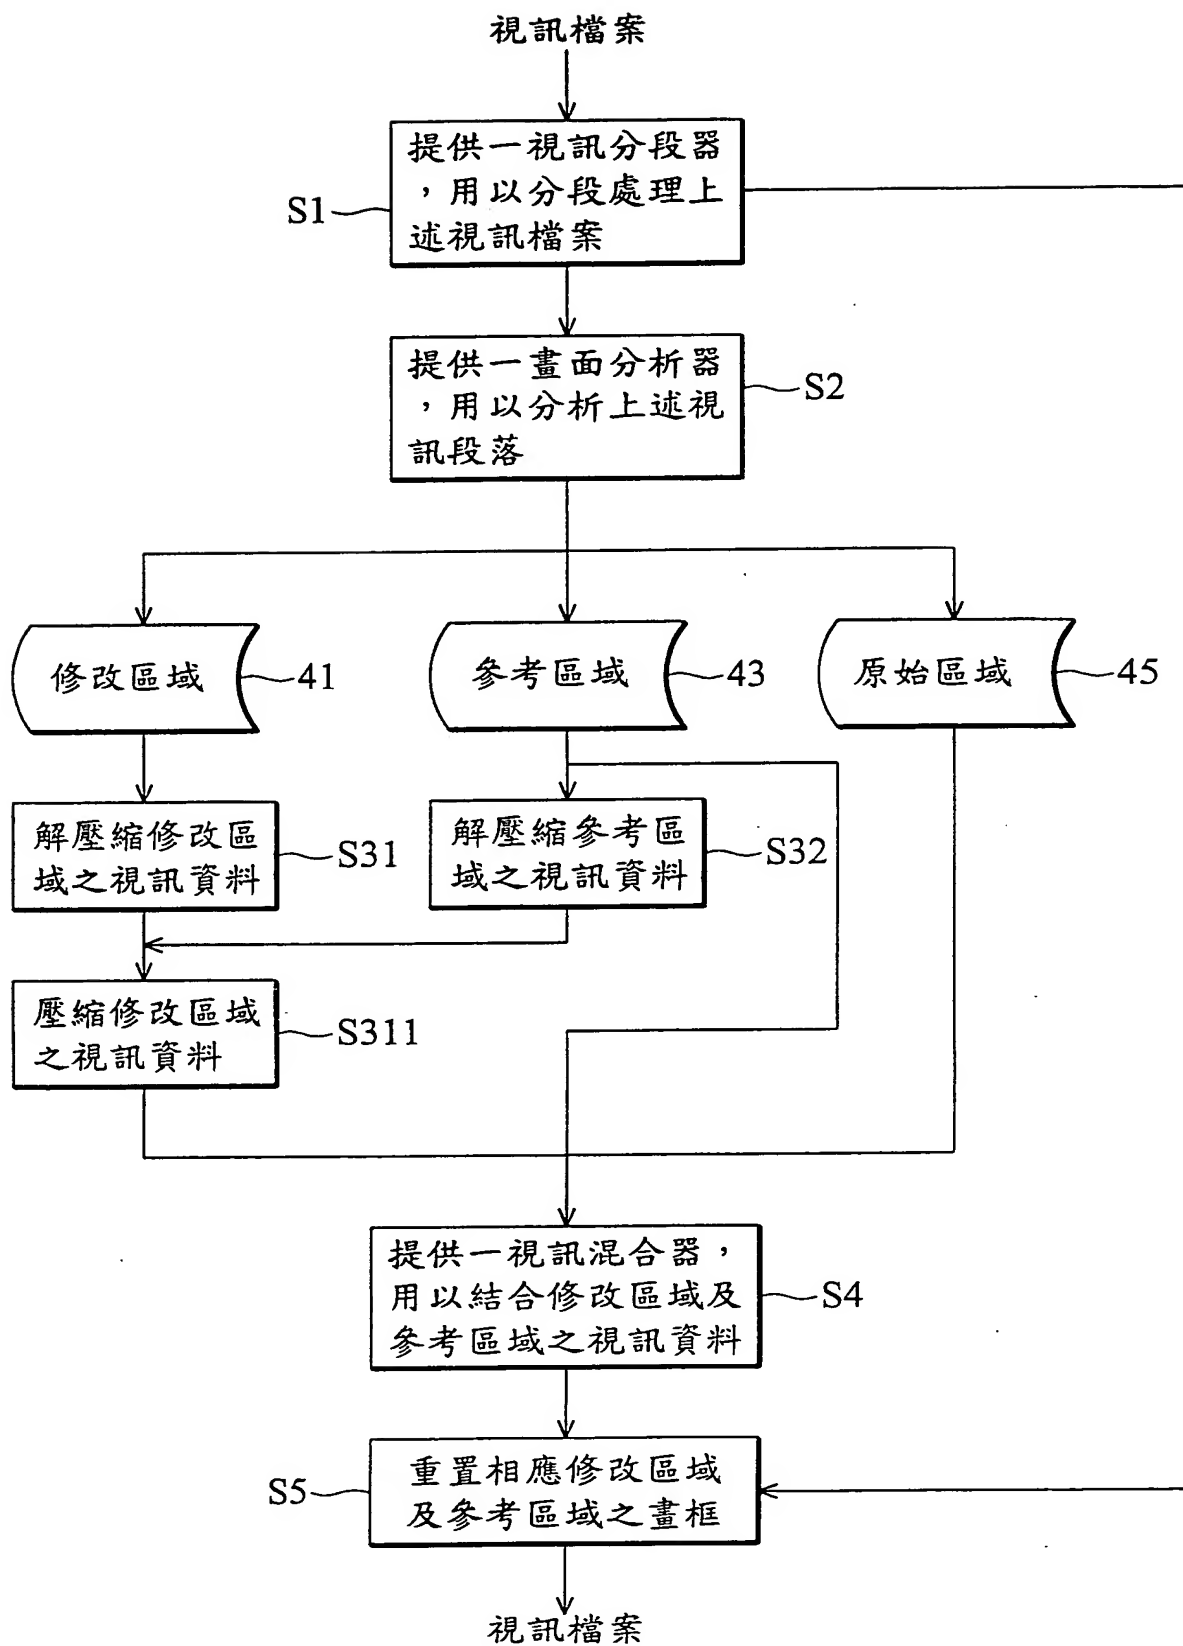 視訊檔案
提供一視訊分段器
，用以分段處理上
述視訊檔案
S1
提供一畫面分析器
，用以分析上述視
訊段落
S2
修改區域
41
參考區域
43
原始區域
45
解壓縮修改區
域之視訊資料
S31
解壓縮參考區
域之視訊資料
S32
壓縮修改區域
之視訊資料
S311
提供一視訊混合器，
用以結合修改區域及
參考區域之視訊資料
S4
重置相應修改區域
及參考區域之畫框
S5
視訊檔案